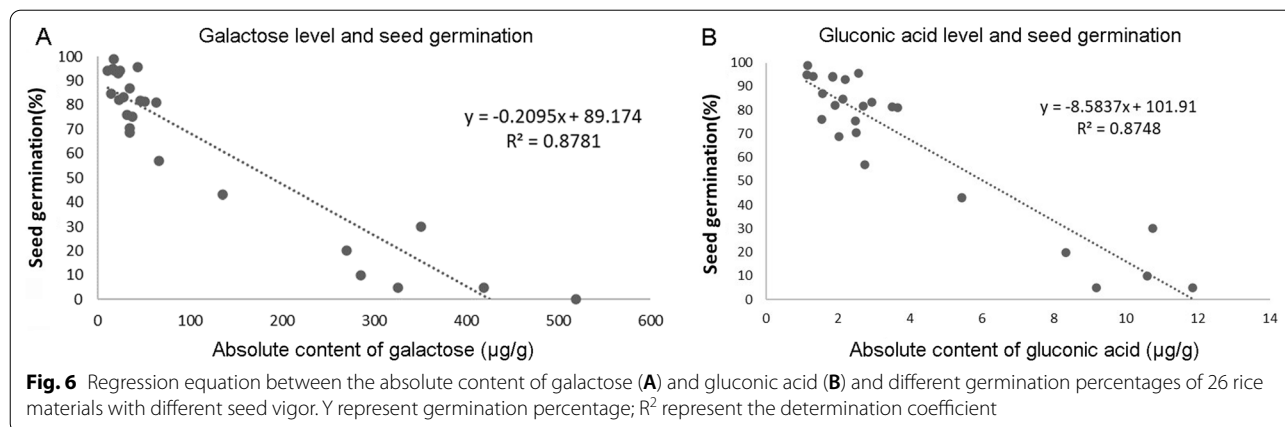 A
Galactose level and seed germination
100
90
80
70
60
50
40
30
20
10
0
Seed germination(%)
y = -0.2095x + 89.174
R² = 0.8781
0 100 200 300 400 500 600
Absolute content of galactose (μg/g)
B
Gluconic acid level and seed germination
100
90
80
70
60
50
40
30
20
10
0
Seed germination(%)
y = -8.5837x + 101.91
R² = 0.8748
0 2 4 6 8 10 12 14
Absolute content of gluconic acid (μg/g)
Fig. 6 Regression equation between the absolute content of galactose (A) and gluconic acid (B) and different germination percentages of 26 rice
materials with different seed vigor. Y represent germination percentage; R² represent the determination coefficient